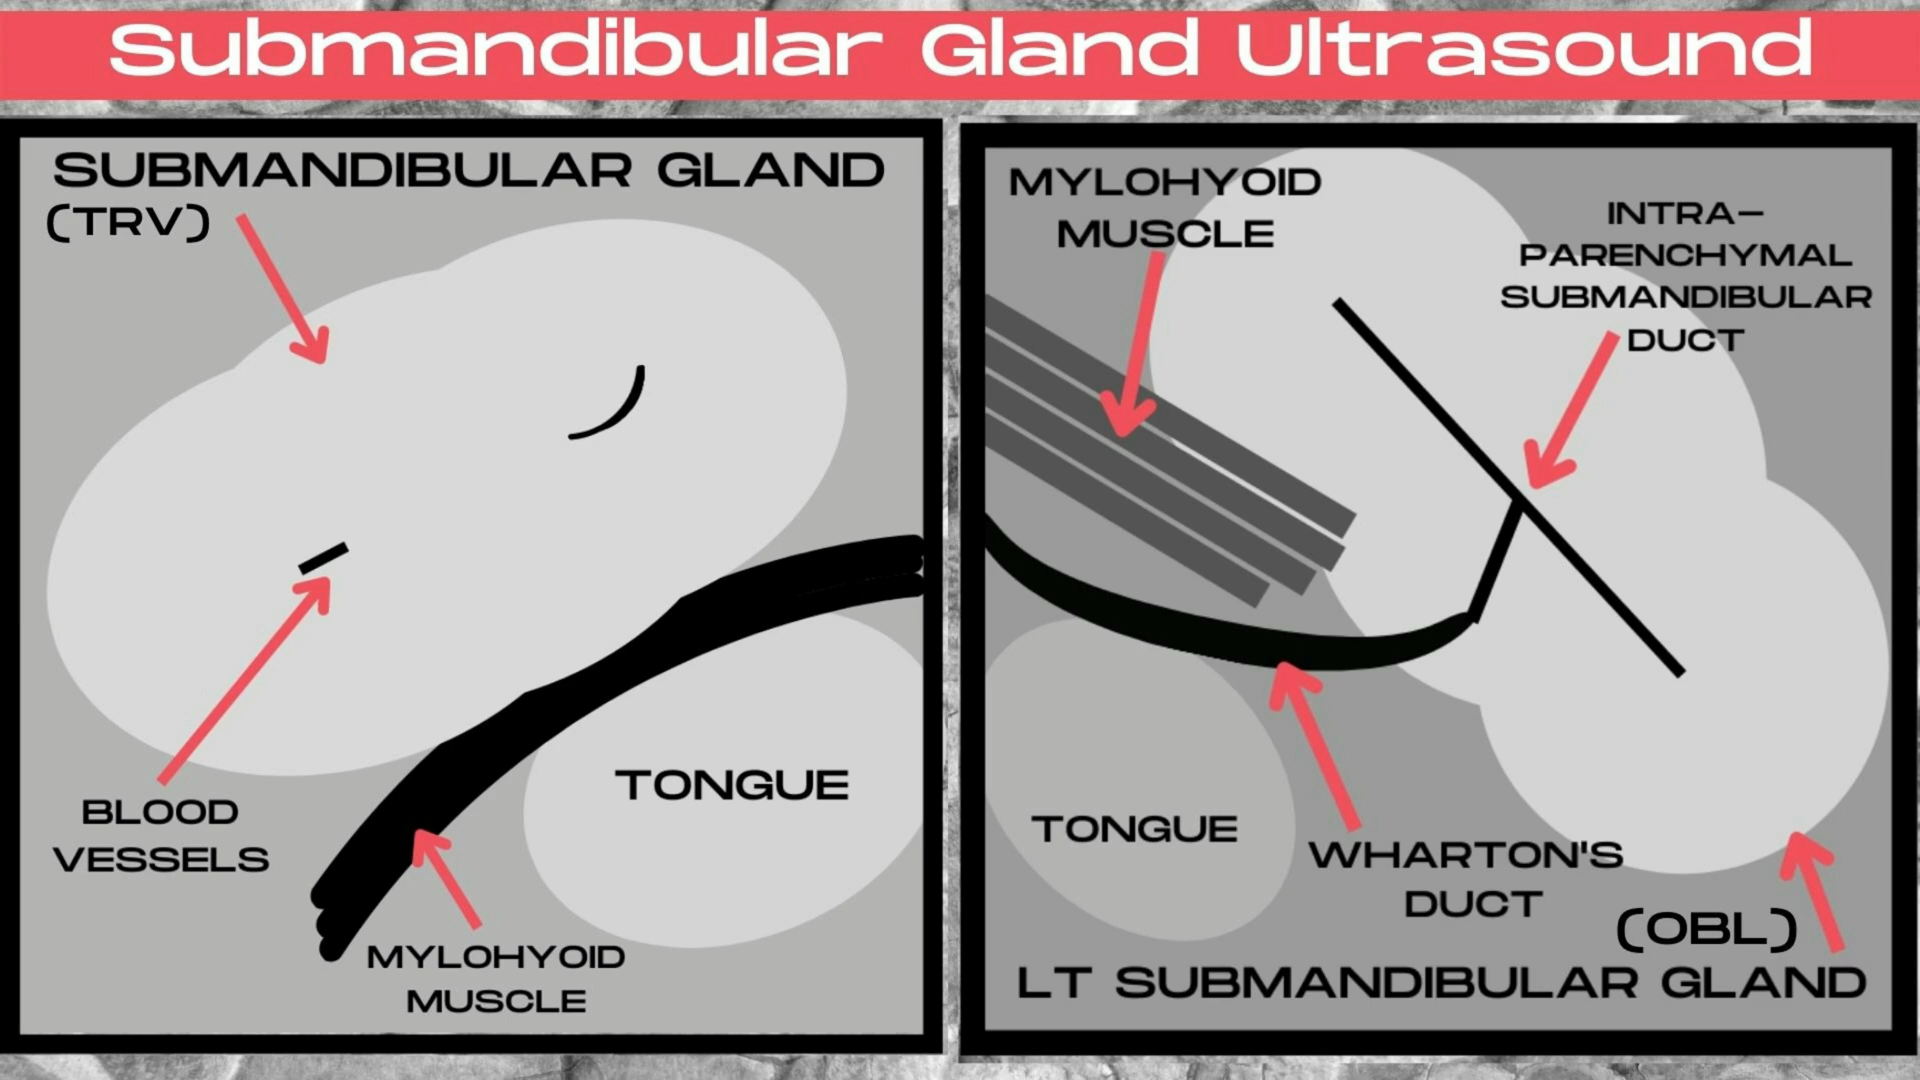 Submandibular Gland Ultrasound
SUBMANDIBULAR GLAND
(TRV)
BLOOD
VESSELS
TONGUE
MYLOHYOID
MUSCLE
MYLOHYOID
MUSCLE
INTRA-
PARENCHYMAL
SUBMANDIBULAR
DUCT
TONGUE
WHARTON'S
DUCT
(OBL)
LT SUBMANDIBULAR GLAND